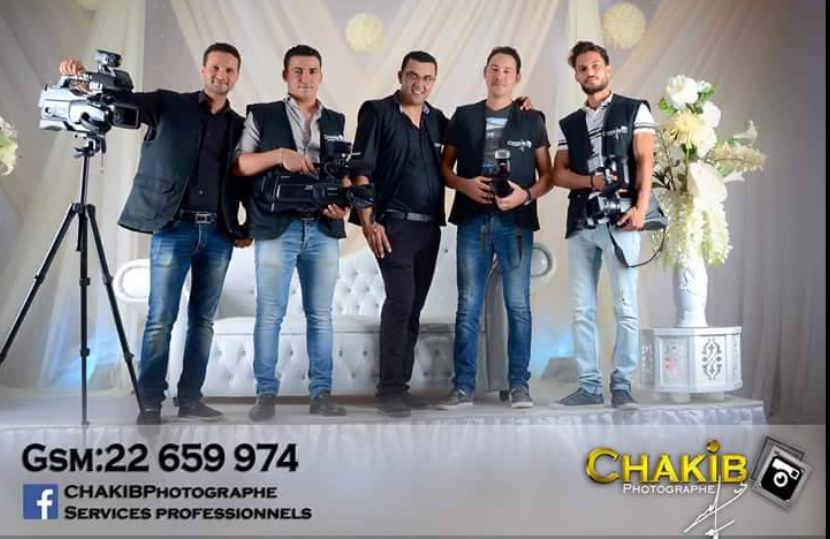 GSM:22 659 974
CHAKIBPHOTOGRAPHE
SERVICES PROFESSIONNELS
CHAKIB
PHOTOGRAPHE